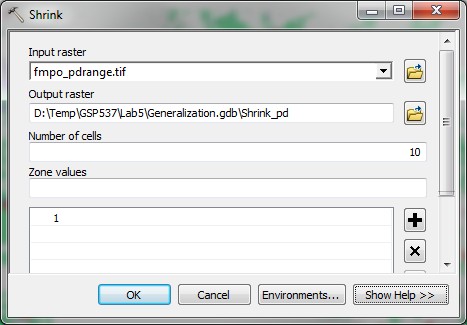 Shrink
Input raster
fmpo_pdrange.tif
Output raster
D:\Temp\GSP537\Lab5\Generalization.gdb\Shrink_pd
Number of cells
10
Zone values
1
OK Cancel Environments... Show Help >>